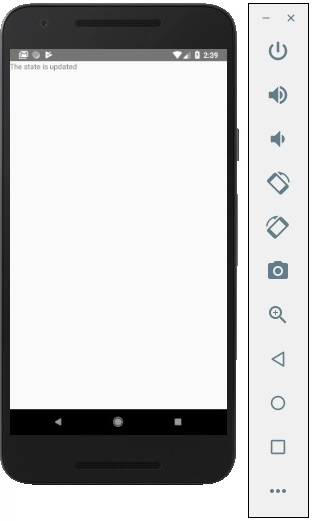 2:39
The state is updated